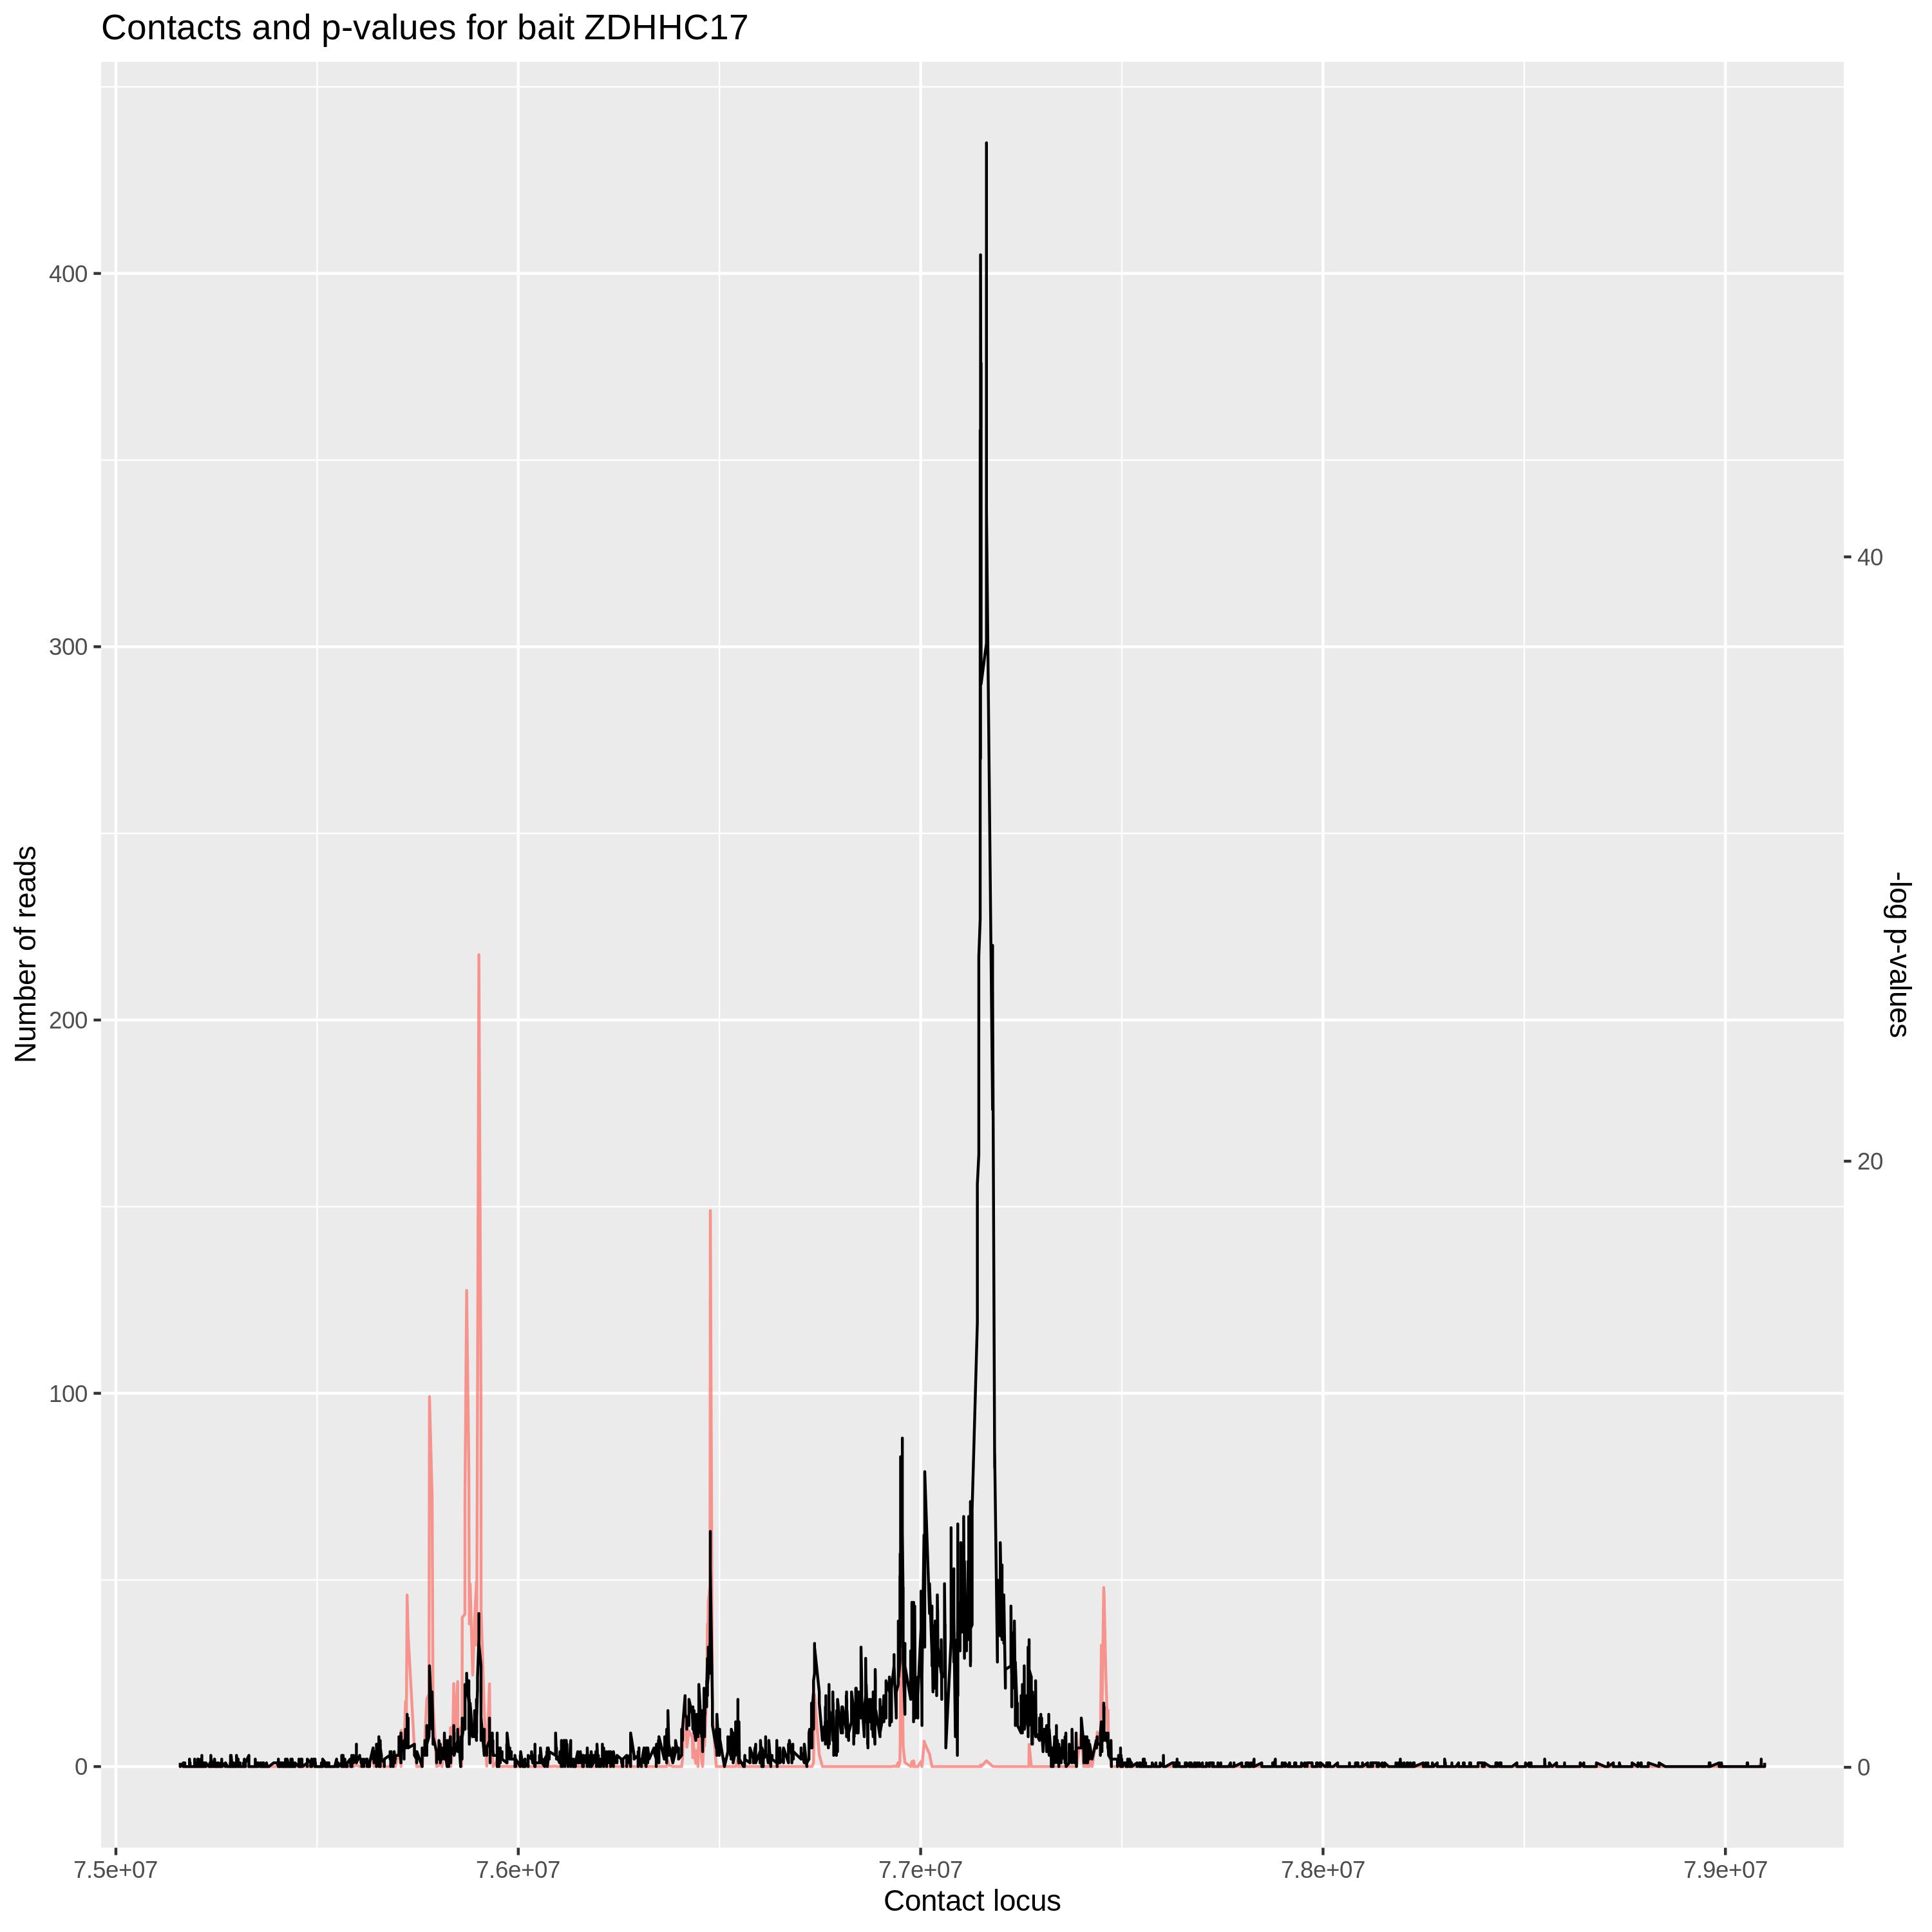 Contacts and p-values for bait ZDHHC17
400
300
200
100
0
Number of reads
40
20
0
-log p-values
7.5e+07
7.6e+07
7.7e+07
7.8e+07
7.9e+07
Contact locus